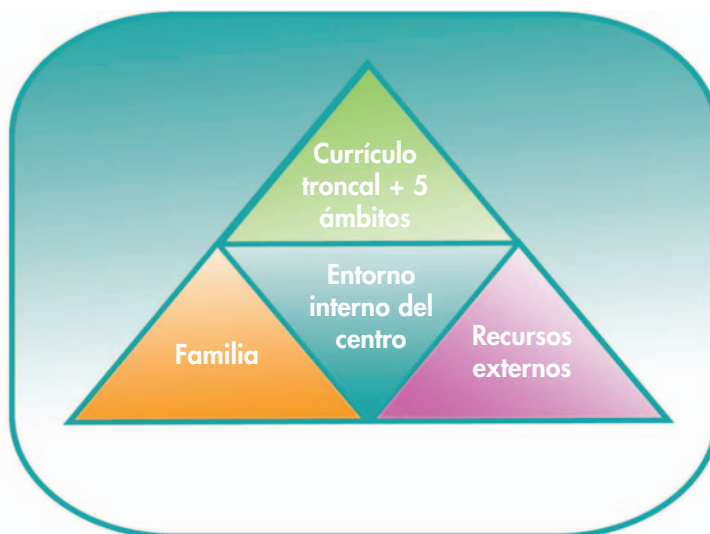 Currículo
troncal + 5
ámbitos
Entorno
interno del
centro
Familia
Recursos
externos